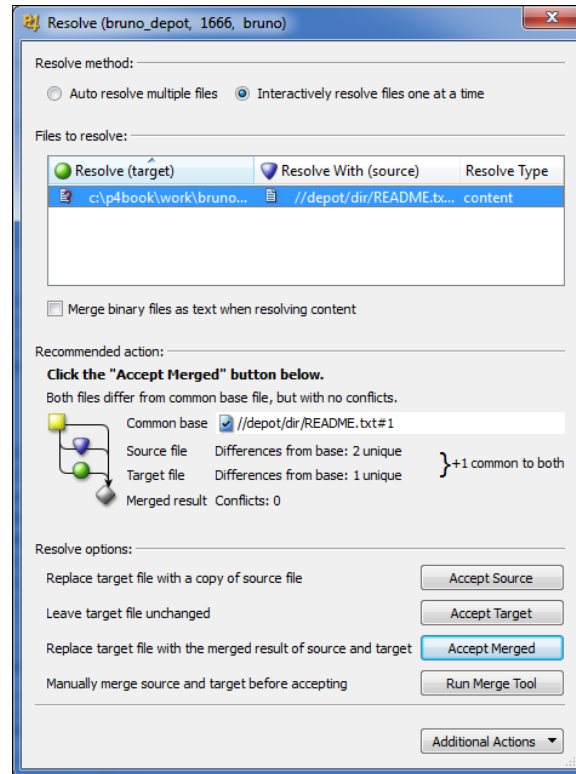 Resolve (bruno_depot, 1666, bruno)
Resolve method:
Auto resolve multiple files Interactively resolve files one at a time
Files to resolve:
Resolve (target) Resolve With (source) Resolve Type
c:\p4book\work\bruno... //depot/dir/README.tx... content
Merge binary files as text when resolving content
Recommended action:
Click the "Accept Merged" button below.
Both files differ from common base file, but with no conflicts.
Common base //depot/dir/README.txt#1
Source file Differences from base: 2 unique
}+1 common to both
Target file Differences from base: 1 unique
Merged result Conflicts: 0
Resolve options:
Replace target file with a copy of source file Accept Source
Leave target file unchanged Accept Target
Replace target file with the merged result of source and target Accept Merged
Manually merge source and target before accepting Run Merge Tool
Additional Actions